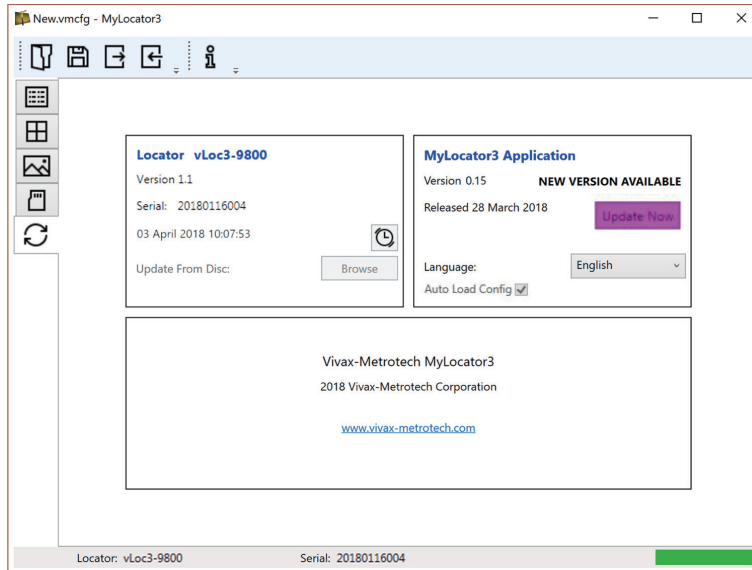 New.vmcfg - MyLocator3
Locator vLoc3-9800
Version 1.1
Serial: 20180116004
03 April 2018 10:07:53
Update From Disc: Browse
MyLocator3 Application
Version 0.15 NEW VERSION AVAILABLE
Released 28 March 2018 Update Now
Language: English
Auto Load Config
Vivax-Metrotech MyLocator3
2018 Vivax-Metrotech Corporation
www.vivax-metrotech.com
Locator: vLoc3-9800 Serial: 20180116004